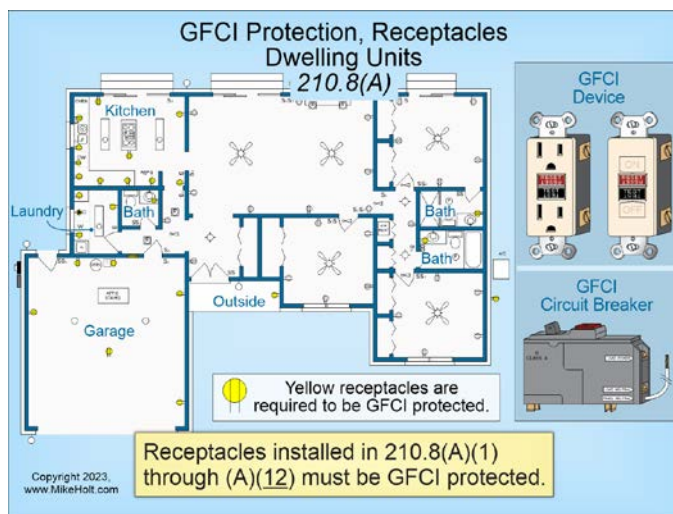 GFCI Protection, Receptacles
Dwelling Units
210.8(A)
GFCI
Device
ON
OFF
Kitchen
Laundry
Bath
Bath
Bath
Outside
Garage
GFCI
Circuit Breaker
Yellow receptacles are
required to be GFCI protected.
Receptacles installed in 210.8(A)(1)
through (A)(12) must be GFCI protected.
Copyright 2023,
www.MikeHolt.com